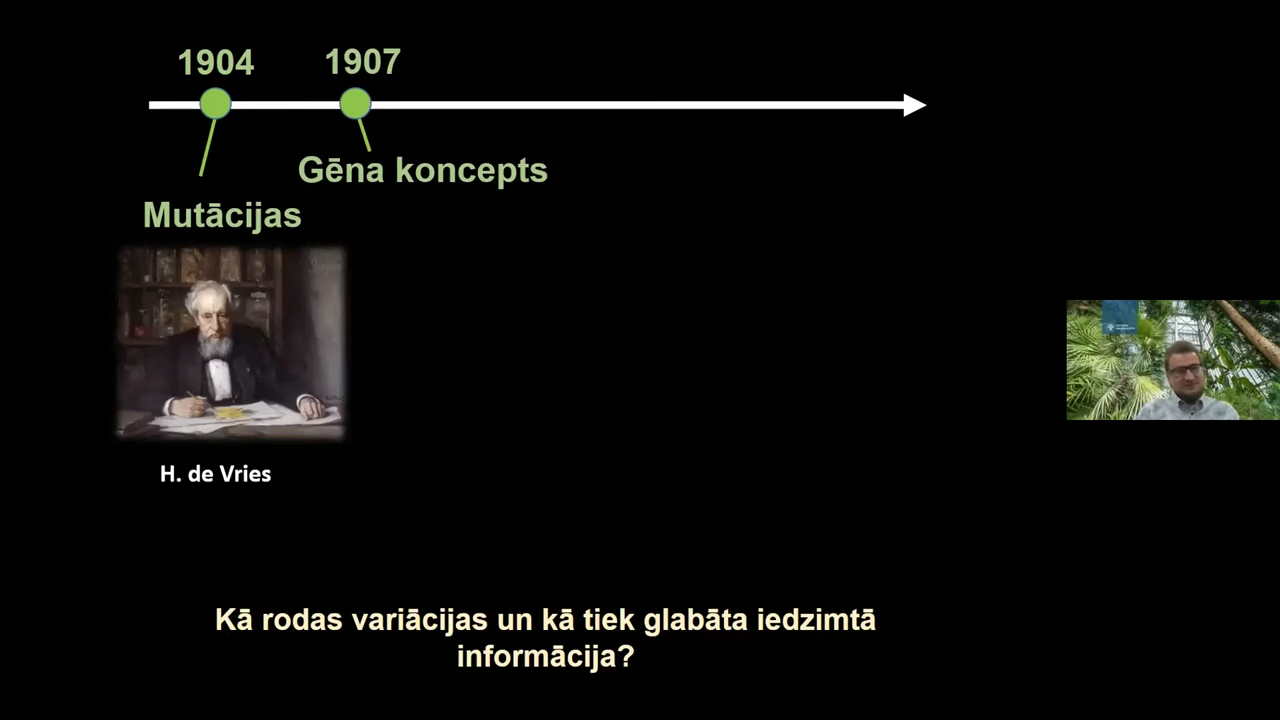 1904
1907
Gēna koncepts
Mutācijas
H. de Vries
Kā rodas variācijas un kā tiek glabāta iedzimtā
informācija?